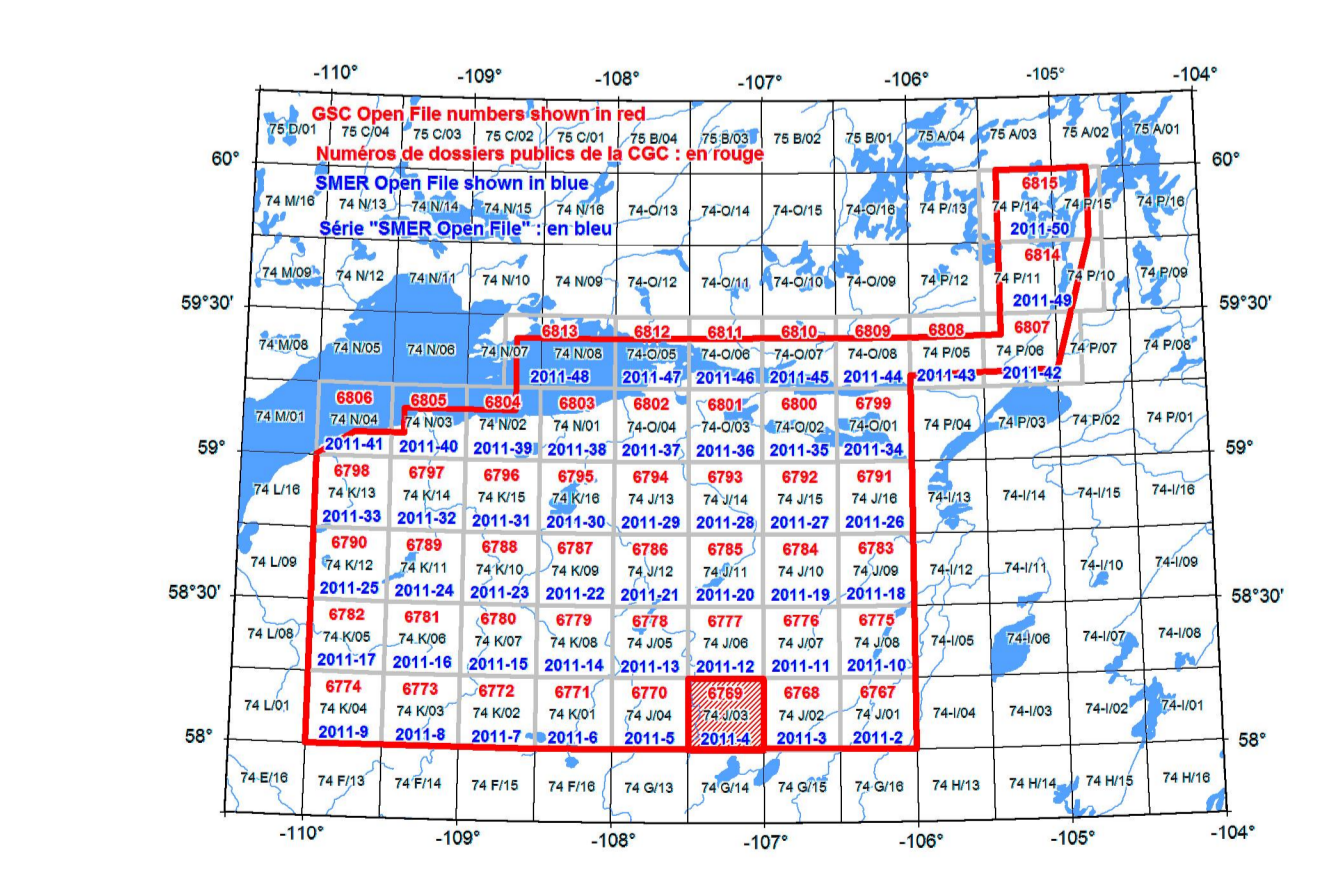 -110° -109° -108° -107° -106° -105° -104°
GSC Open File numbers shown in red
75 D/01 75 C/04 75 C/03 75 C/02 75 C/01 75 B/04 75 B/03 75 B/02 75 B/01 75 A/04 75 A/03 75 A/02 75 A/01
Numéros de dossiers publics de la CGC : en rouge
60° 60°
SMER Open File shown in blue
6815
74 M/16 74 N/13 74 N/14 74 N/15 74 N/16 74-O/13 74-O/14 74-O/15 74-O/16 74 P/13 74 P/14 74 P/15 74 P/16
Série "SMER Open File" : en bleu
2011-50
6814
74 M/09 74 N/12 74 N/11 74 N/10 74 N/09 74-O/12 74-O/11 74-O/10 74-O/09 74 P/12 74 P/11 74 P/10 74 P/09
2011-49
59°30' 59°30'
6813 6812 6811 6810 6809 6808 6807
74 M/08 74 N/05 74 N/06 74 N/07 74 N/08 74-O/05 74-O/06 74-O/07 74-O/08 74 P/05 74 P/06 74 P/07 74 P/08
2011-48 2011-47 2011-46 2011-45 2011-44 2011-43 2011-42
6806 6805 6804 6803 6802 6801 6800 6799
74 M/01 74 N/04 74 N/03 74 N/02 74 N/01 74-O/04 74-O/03 74-O/02 74-O/01 74 P/04 74 P/03 74 P/02 74 P/01
2011-41 2011-40 2011-39 2011-38 2011-37 2011-36 2011-35 2011-34
59° 59°
6798 6797 6796 6795 6794 6793 6792 6791
74 L/16 74 K/13 74 K/14 74 K/15 74 K/16 74 J/13 74 J/14 74 J/15 74 J/16 74-I/13 74-I/14 74-I/15 74-I/16
2011-33 2011-32 2011-31 2011-30 2011-29 2011-28 2011-27 2011-26
6790 6789 6788 6787 6786 6785 6784 6783
74 L/09 74 K/12 74 K/11 74 K/10 74 K/09 74 J/12 74 J/11 74 J/10 74 J/09 74-I/12 74-I/11 74-I/10 74-I/09
2011-25 2011-24 2011-23 2011-22 2011-21 2011-20 2011-19 2011-18
58°30' 58°30'
6782 6781 6780 6779 6778 6777 6776 6775
74 L/08 74 K/05 74 K/06 74 K/07 74 K/08 74 J/05 74 J/06 74 J/07 74 J/08 74-I/05 74-I/06 74-I/07 74-I/08
2011-17 2011-16 2011-15 2011-14 2011-13 2011-12 2011-11 2011-10
6774 6773 6772 6771 6770 6769 6768 6767
74 L/01 74 K/04 74 K/03 74 K/02 74 K/01 74 J/04 74 J/03 74 J/02 74 J/01 74-I/04 74-I/03 74-I/02 74-I/01
2011-9 2011-8 2011-7 2011-6 2011-5 2011-4 2011-3 2011-2
58° 58°
74 E/16 74 F/13 74 F/14 74 F/15 74 F/16 74 G/13 74 G/14 74 G/15 74 G/16 74 H/13 74 H/14 74 H/15 74 H/16
-110° -109° -108° -107° -106° -105° -104°